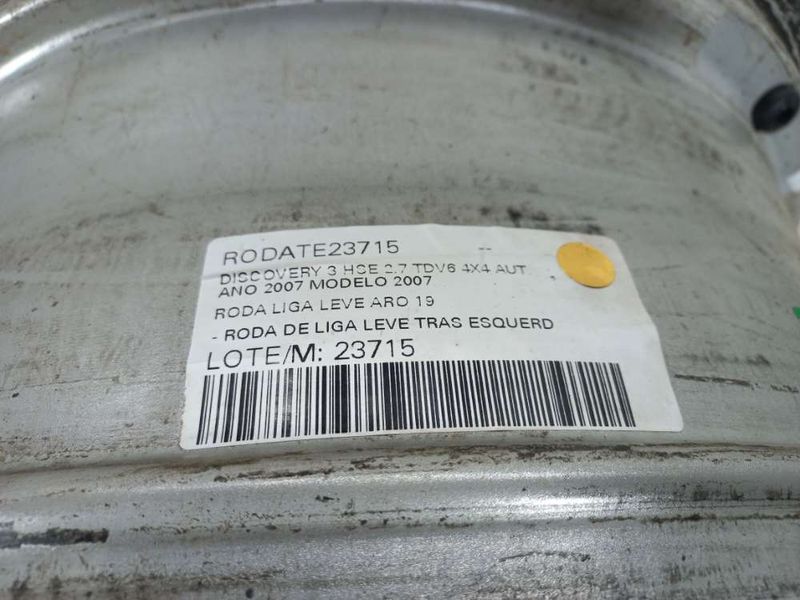 RODATE23715 --
DISCOVERY 3 HSE 2.7 TDV6 4X4 AUT.
ANO 2007 MODELO 2007
RODA LIGA LEVE ARO 19
- RODA DE LIGA LEVE TRAS ESQUERD
LOTE/M: 23715